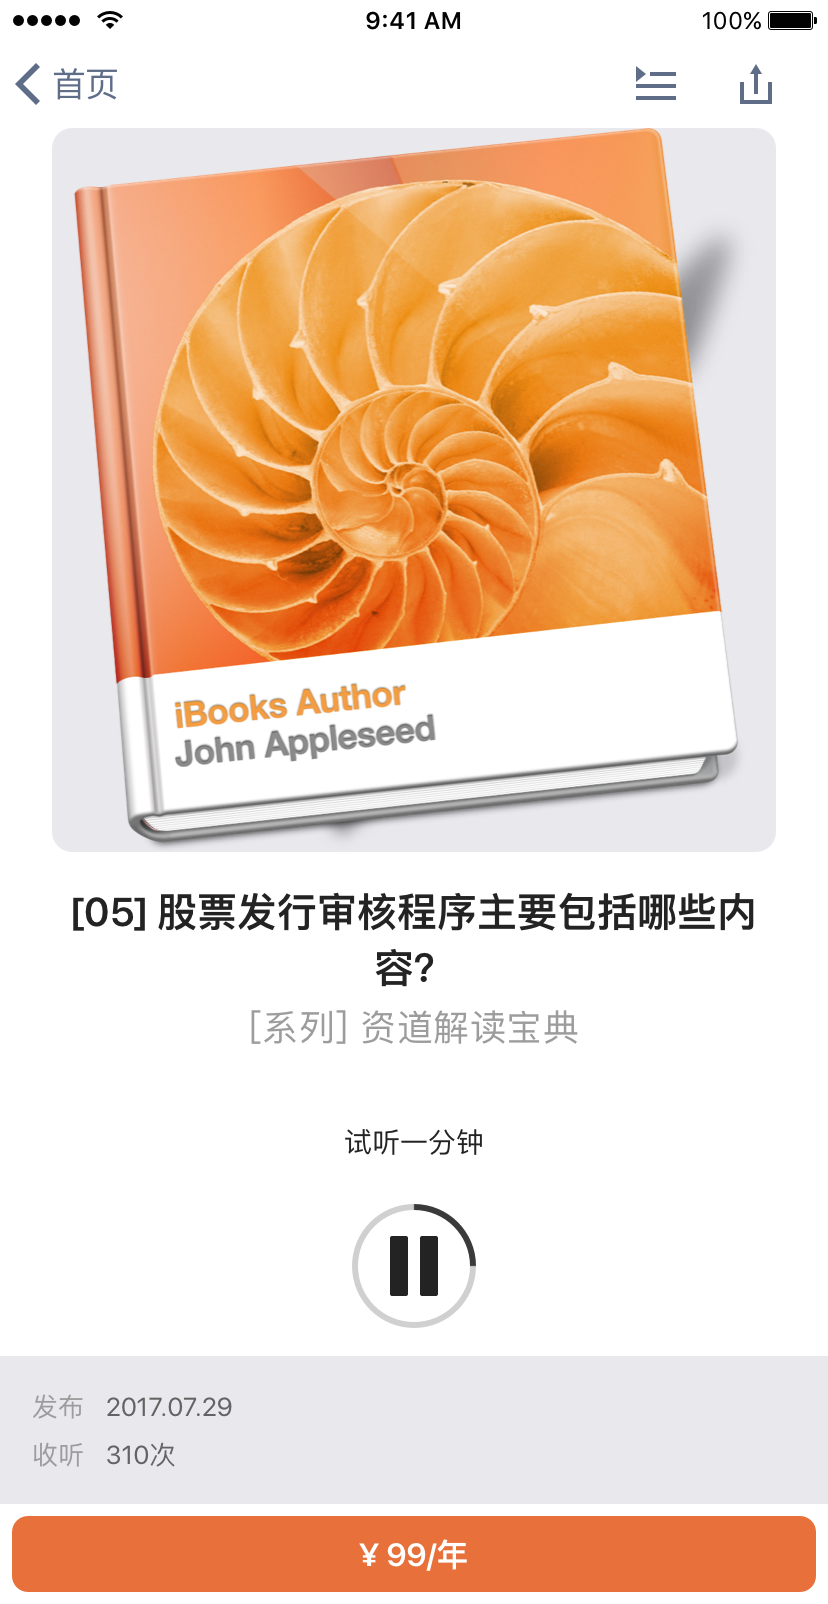 9:41 AM
100%
首页
iBooks Author
John Appleseed
[05] 股票发行审核程序主要包括哪些内
容?
[系列] 资道解读宝典
试听一分钟
发布 2017.07.29
收听 310次
¥ 99/年